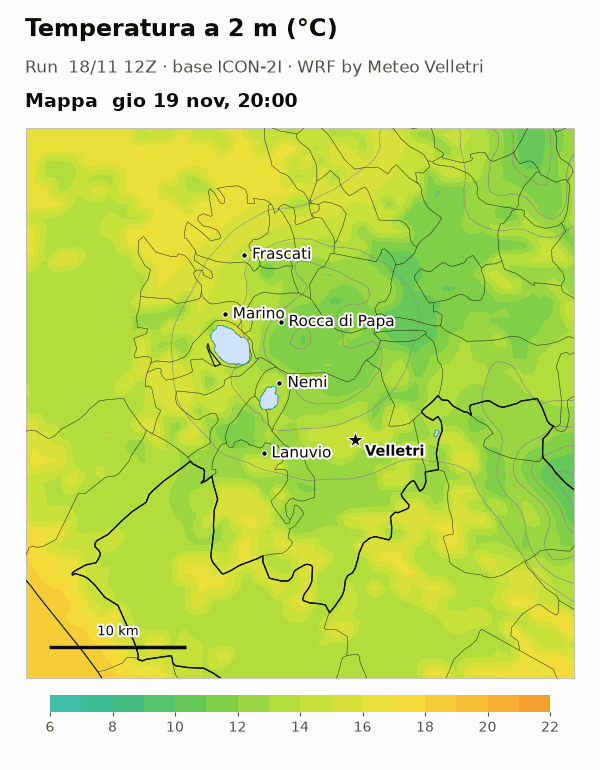 Temperatura a 2 m (°C)
Run  18/11 12Z · base ICON-2I · WRF by Meteo Velletri
Mappa  gio 19 nov, 20:00
Frascati
Marino
Rocca di Papa
Nemi
Velletri
Lanuvio
10 km
6 8 10 12 14 16 18 20 22